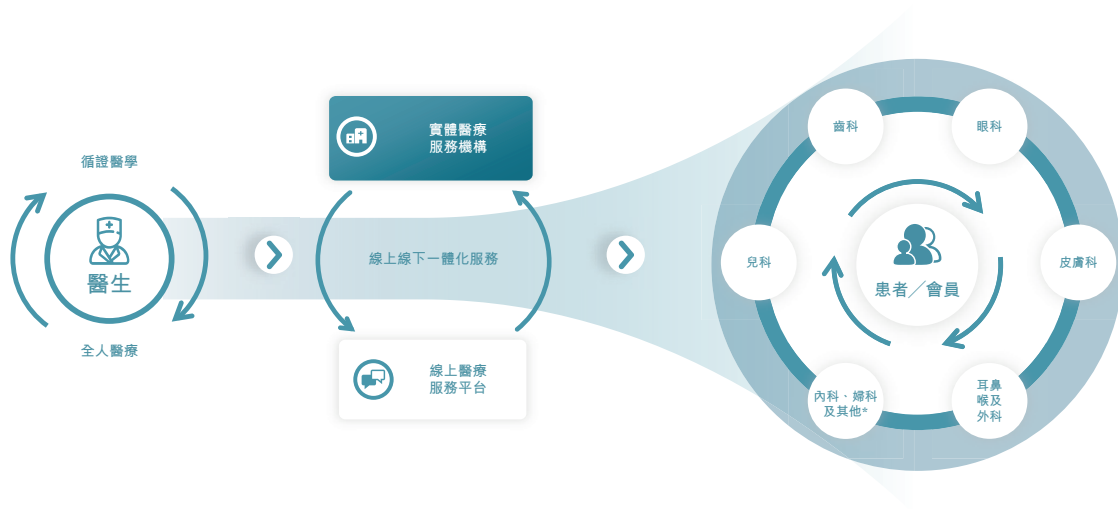 循證醫學
醫生
全人醫療
實體醫療
服務機構
線上線下一體化服務
線上醫療
服務平台
齒科
眼科
兒科
皮膚科
患者╱會員
內科、婦科
及其他*
耳鼻
喉及
外科